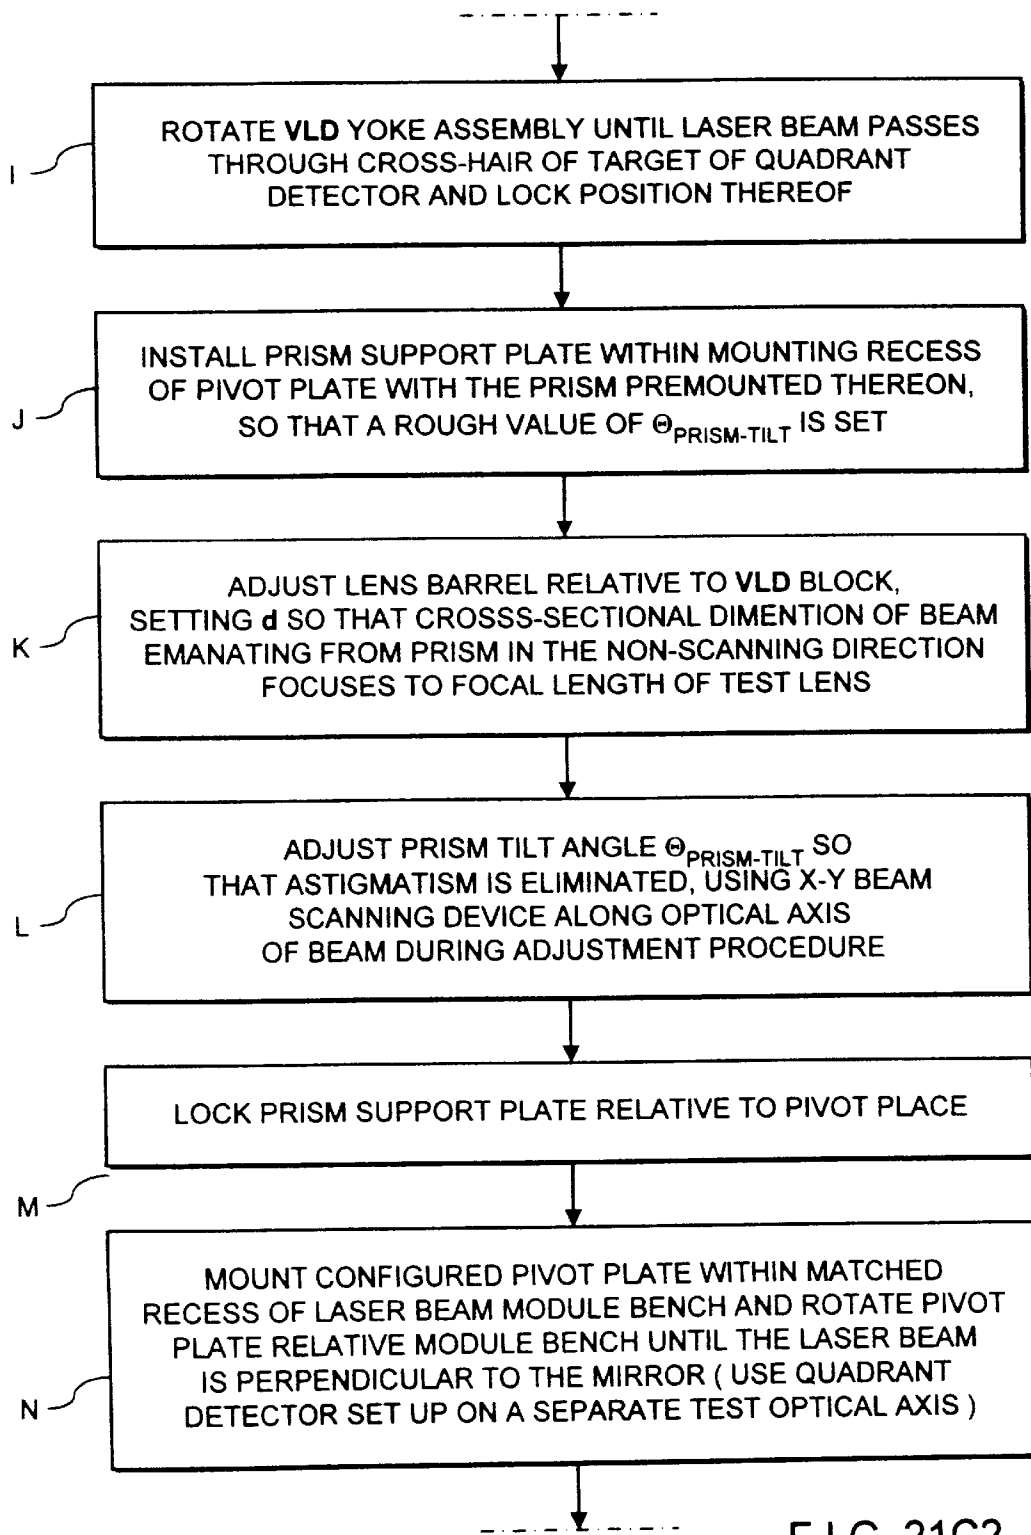 I
ROTATE VLD YOKE ASSEMBLY UNTIL LASER BEAM PASSES
THROUGH CROSS-HAIR OF TARGET OF QUADRANT
DETECTOR AND LOCK POSITION THEREOF
J
INSTALL PRISM SUPPORT PLATE WITHIN MOUNTING RECESS
OF PIVOT PLATE WITH THE PRISM PREMOUNTED THEREON,
SO THAT A ROUGH VALUE OF ΘPRISM-TILT IS SET
K
ADJUST LENS BARREL RELATIVE TO VLD BLOCK,
SETTING d SO THAT CROSSS-SECTIONAL DIMENTION OF BEAM
EMANATING FROM PRISM IN THE NON-SCANNING DIRECTION
FOCUSES TO FOCAL LENGTH OF TEST LENS
L
ADJUST PRISM TILT ANGLE ΘPRISM-TILT SO
THAT ASTIGMATISM IS ELIMINATED, USING X-Y BEAM
SCANNING DEVICE ALONG OPTICAL AXIS
OF BEAM DURING ADJUSTMENT PROCEDURE
LOCK PRISM SUPPORT PLATE RELATIVE TO PIVOT PLACE
M
MOUNT CONFIGURED PIVOT PLATE WITHIN MATCHED
RECESS OF LASER BEAM MODULE BENCH AND ROTATE PIVOT
PLATE RELATIVE MODULE BENCH UNTIL THE LASER BEAM
IS PERPENDICULAR TO THE MIRROR ( USE QUADRANT
DETECTOR SET UP ON A SEPARATE TEST OPTICAL AXIS )
N
FIG. 21C2